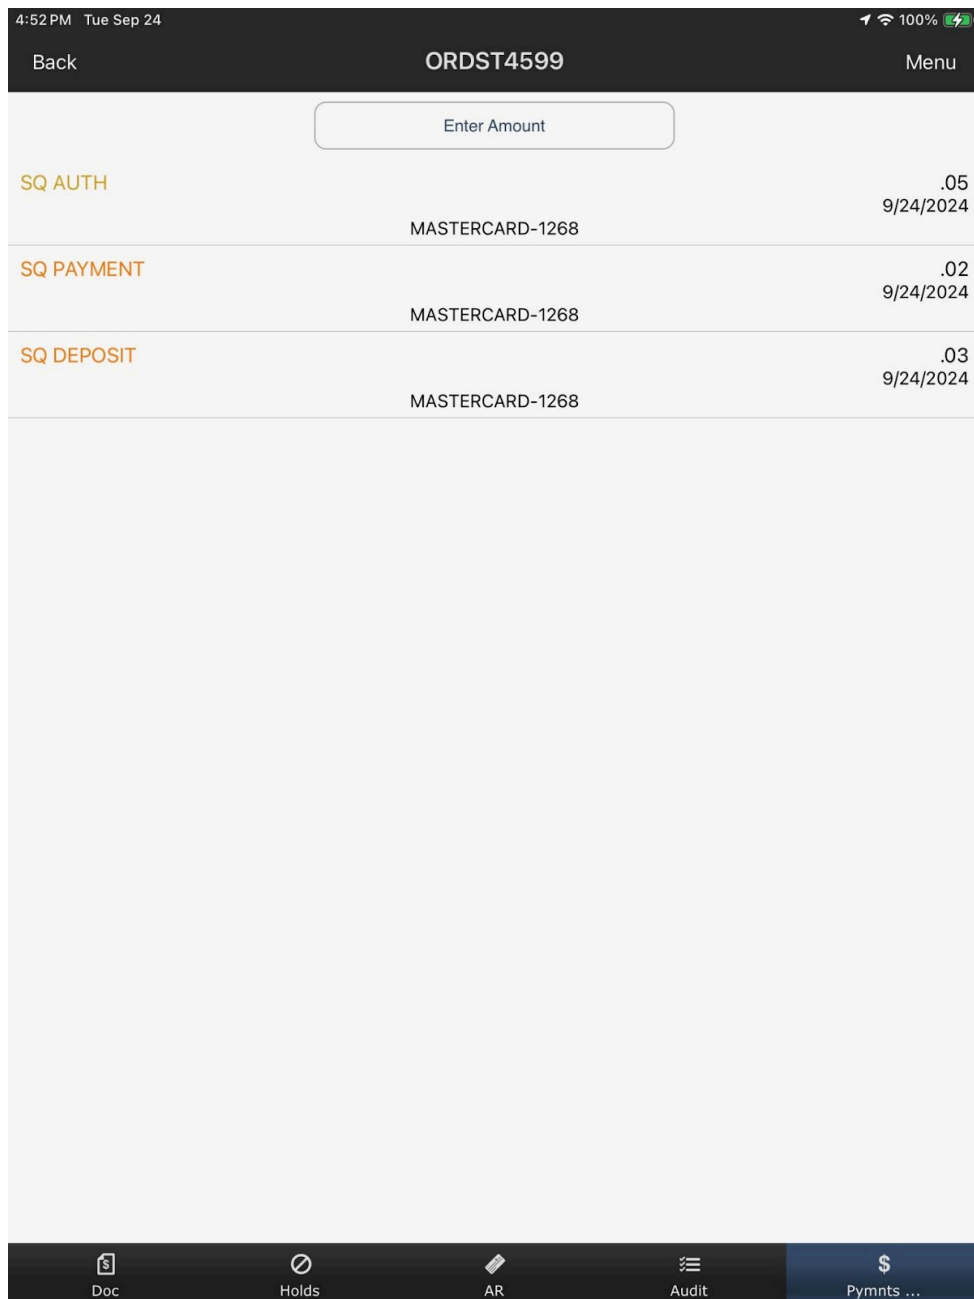 4:52 PM Tue Sep 24 100%
Back ORDST4599 Menu
Enter Amount
SQ AUTH .05
9/24/2024
MASTERCARD-1268
SQ PAYMENT .02
9/24/2024
MASTERCARD-1268
SQ DEPOSIT .03
9/24/2024
MASTERCARD-1268
$ $
Doc Holds AR Audit Pymnts ...